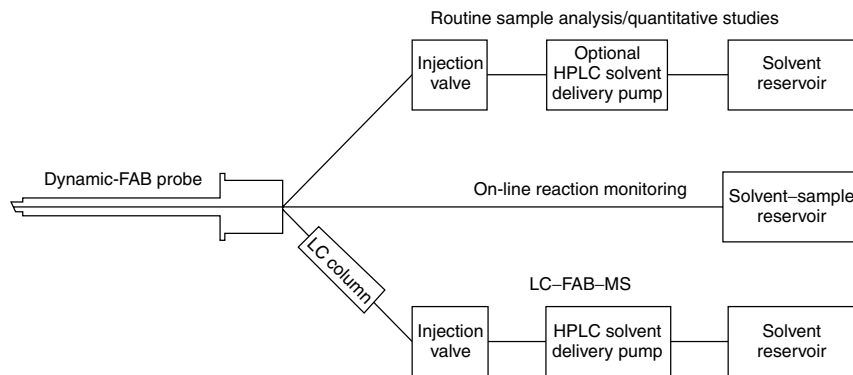 Routine sample analysis/quantitative studies
Injection
valve
Optional
HPLC solvent
delivery pump
Solvent
reservoir
Dynamic-FAB probe
On-line reaction monitoring
Solvent–sample
reservoir
LC column
LC–FAB–MS
Injection
valve
HPLC solvent
delivery pump
Solvent
reservoir